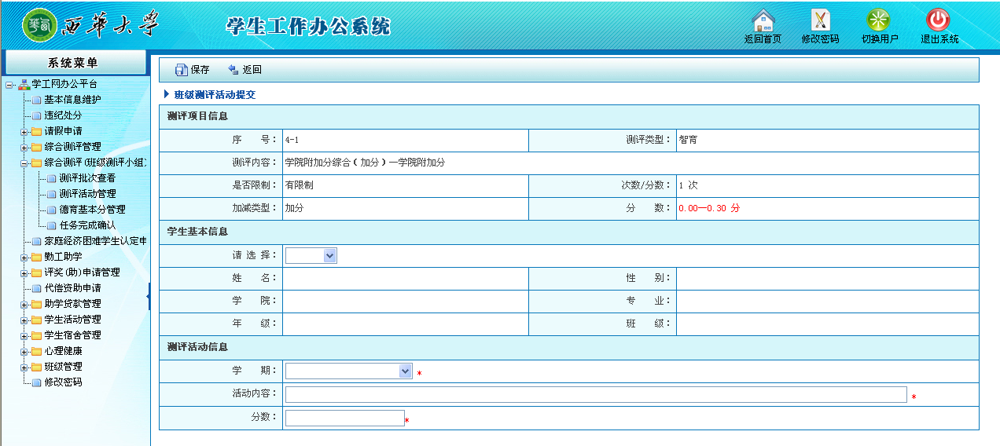 西华大学
学生工作办公系统
返回首页 修改密码 切换用户 退出系统
系统菜单
学工网办公平台
基本信息维护
违纪处分
请假申请
综合测评管理
综合测评(班级测评小组)
测评批次查看
测评活动管理
德育基本分管理
任务完成确认
家庭经济困难学生认定申
勤工助学
评奖(助)申请管理
代偿资助申请
助学贷款管理
学生活动管理
学生宿舍管理
心理健康
班级管理
修改密码
保存 返回
班级测评活动提交
测评项目信息
序 号： 4-1 测评类型： 智育
测评内容： 学院附加分综合（加分）—学院附加分
是否限制： 有限制 次数/分数： 1 次
加减类型： 加分 分 数： 0.00—0.30 分
学生基本信息
请 选 择：
姓 名： 性 别：
学 院： 专 业：
年 级： 班 级：
测评活动信息
学 期： *
活动内容： *
分数： *